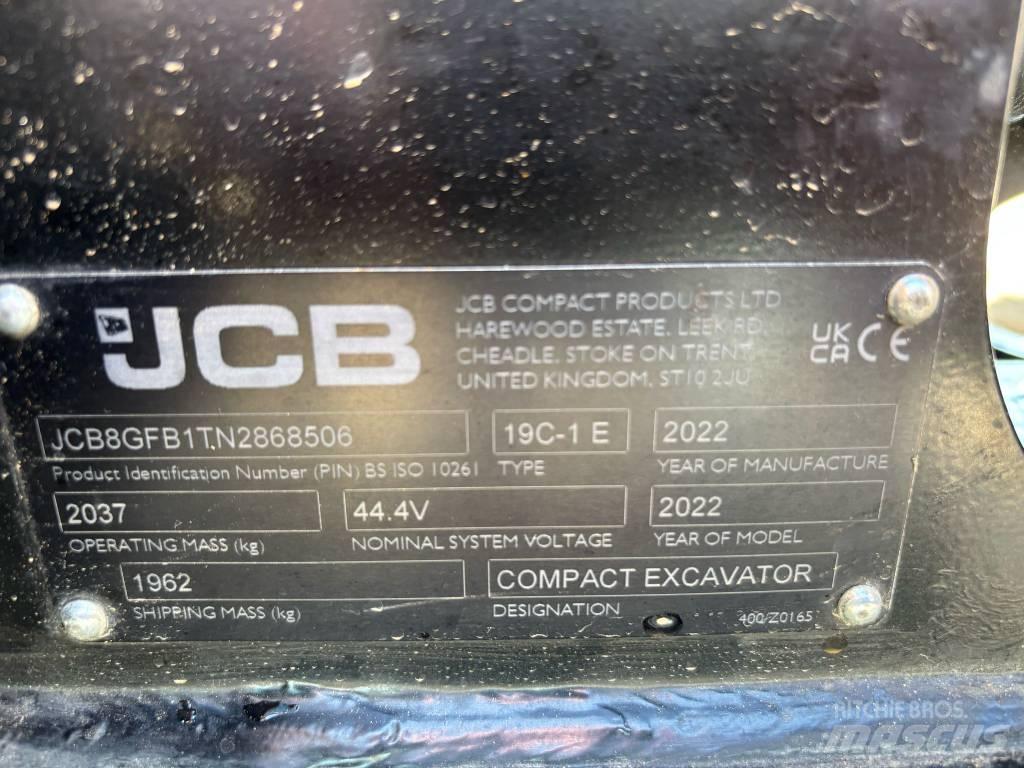 JCB
JCB COMPACT PRODUCTS LTD
HAREWOOD ESTATE, LEEK RD,
CHEADLE, STOKE ON TRENT
UNITED KINGDOM, ST10 2JU
UK
CA CE
JCB8GFB1TN2868506
Product Identification Number (PIN) BS ISO 10261
19C-1 E
TYPE
2022
YEAR OF MANUFACTURE
2037
OPERATING MASS (kg)
44.4V
NOMINAL SYSTEM VOLTAGE
2022
YEAR OF MODEL
1962
SHIPPING MASS (kg)
COMPACT EXCAVATOR
DESIGNATION
400/Z0165
RITCHIE BROS.
MASCUS